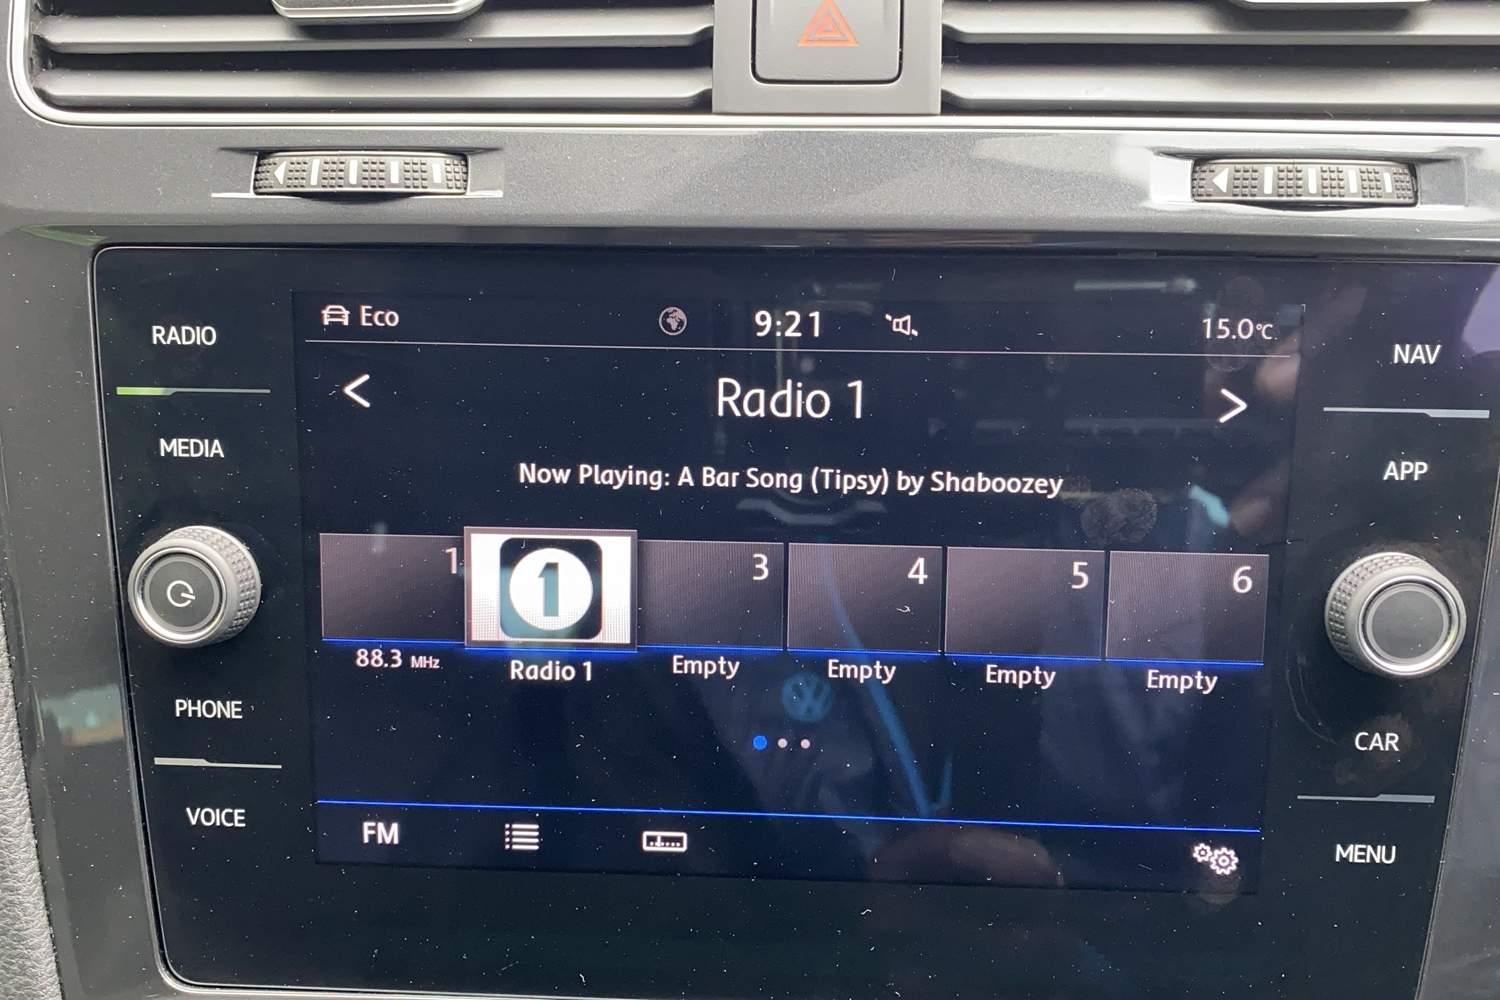 RADIO
MEDIA
PHONE
VOICE
Eco
9:21
15.0°C
Radio 1
Now Playing: A Bar Song (Tipsy) by Shaboozey
1
1
3
4
5
6
88.3 MHz
Radio 1
Empty
Empty
Empty
Empty
FM
NAV
APP
CAR
MENU